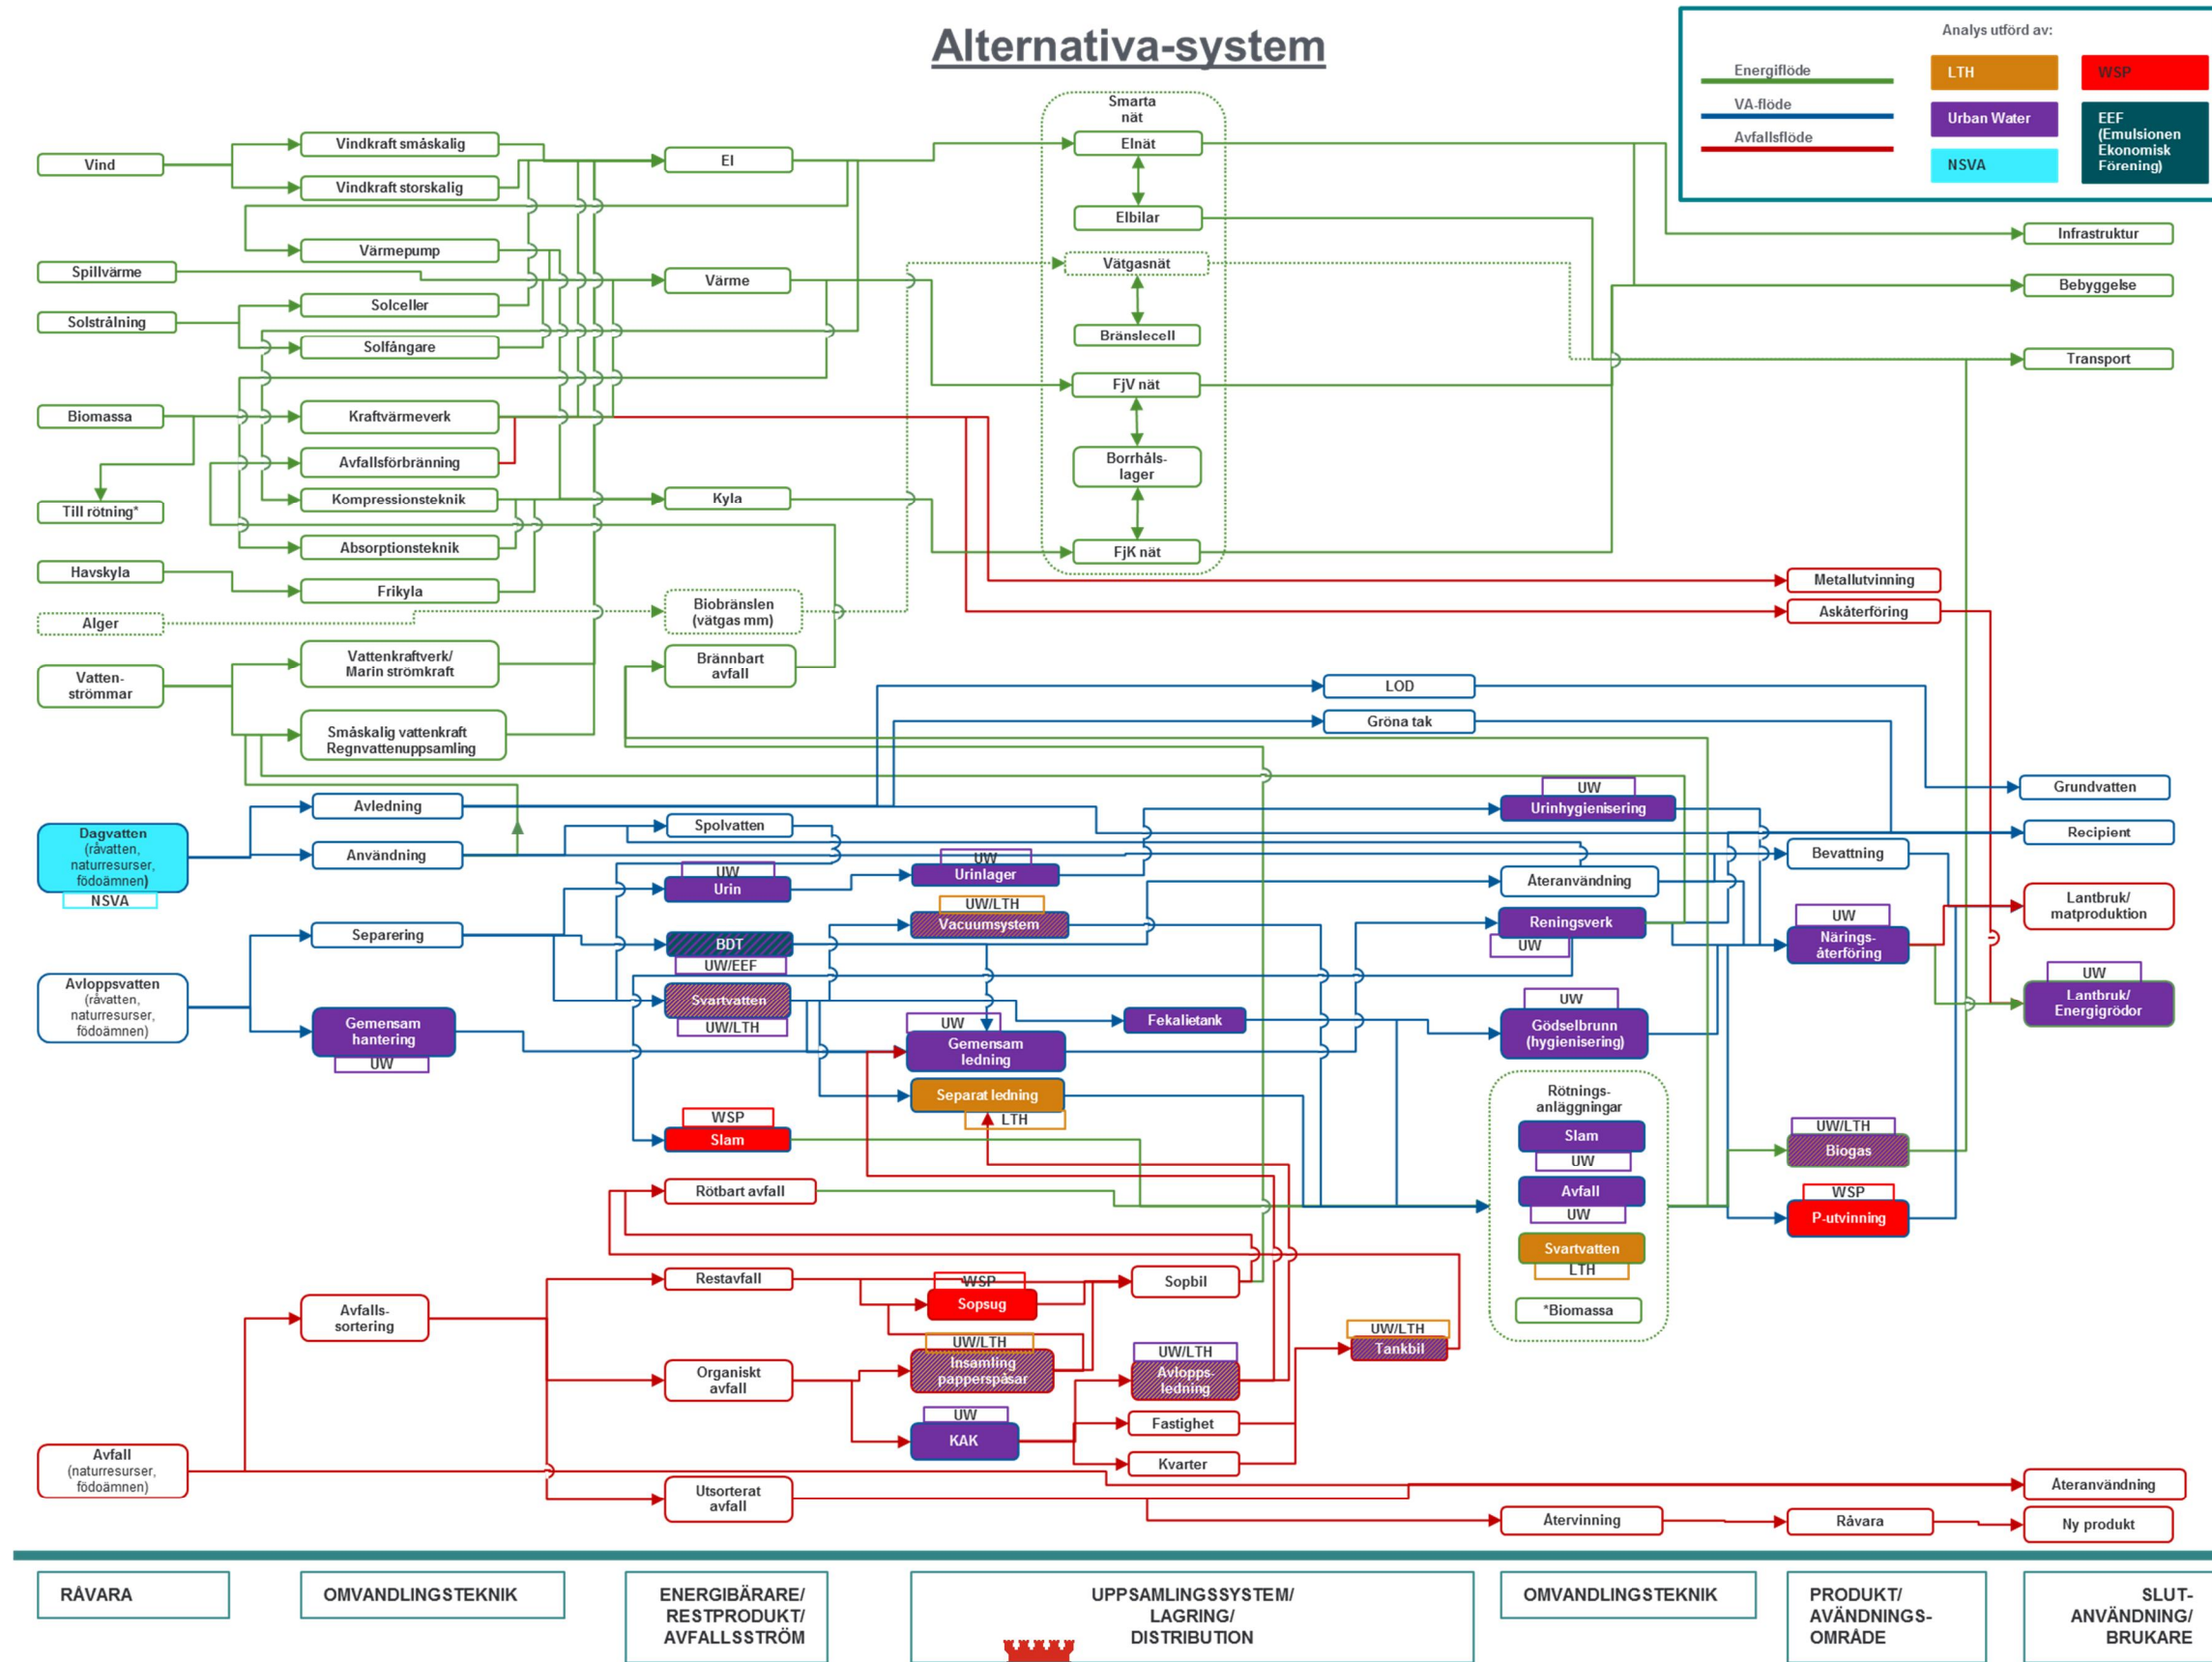 Alternativa-system
Analys utförd av:
Energiflöde
VA-flöde
Avfallsflöde
LTH
WSP
Urban Water
EEF
(Emulsionen
Ekonomisk
Förening)
NSVA
Smarta
nät
Vind
Vindkraft småskalig
Vindkraft storskalig
El
Elnät
Elbilar
Infrastruktur
Värmepump
Spillvärme
Värme
Vätgasnät
Bebyggelse
Solstrålning
Solceller
Solfångare
Bränslecell
Transport
Biomassa
Kraftvärmeverk
FjV nät
Avfallsförbränning
Borrhåls-
lager
Till rötning*
Kompressionsteknik
Kyla
Absorptionsteknik
FjK nät
Havskyla
Frikyla
Metallutvinning
Alger
Biobränslen
(vätgas mm)
Askåterföring
Vatten-
strömmar
Vattenkraftverk/
Marin strömkraft
Brännbart
avfall
LOD
Gröna tak
Småskalig vattenkraft
Regnvattenuppsamling
Grundvatten
Dagvatten
(råvatten,
naturresurser,
födoämnen)
NSVA
Avledning
Användning
Spolvatten
UW
Urinhygienisering
Recipient
Bevattning
UW
Urin
UW
Urinlager
Återanvändning
Lantbruk/
matproduktion
Separering
BDT
UW/EEF
UW/LTH
Vacuumsystem
Reningsverk
UW
UW
Närings-
återföring
Avloppsvatten
(råvatten,
naturresurser,
födoämnen)
Gemensam
hantering
UW
Svartvatten
UW/LTH
UW
Gemensam
ledning
Fekalietank
UW
Gödselbrunn
(hygienisering)
UW
Lantbruk/
Energigrödor
Separat ledning
LTH
WSP
Slam
Rötnings-
anläggningar
Slam
UW
Avfall
UW
Svartvatten
LTH
*Biomassa
UW/LTH
Biogas
WSP
P-utvinning
Rötbart avfall
Avfalls-
sortering
Restavfall
WSP
Sopsug
Sopbil
Organiskt
avfall
UW/LTH
Insamling
papperspåsar
UW/LTH
Avlopps-
ledning
UW/LTH
Tankbil
UW
KAK
Fastighet
Kvarter
Avfall
(naturresurser,
födoämnen)
Utsorterat
avfall
Återanvändning
Återvinning
Råvara
Ny produkt
RÅVARA
OMVANDLINGSTEKNIK
ENERGIBÄRARE/
RESTPRODUKT/
AVFALLSSTRÖM
UPPSAMLINGSSYSTEM/
LAGRING/
DISTRIBUTION
OMVANDLINGSTEKNIK
PRODUKT/
AVÄNDNINGS-
OMRÅDE
SLUT-
ANVÄNDNING/
BRUKARE